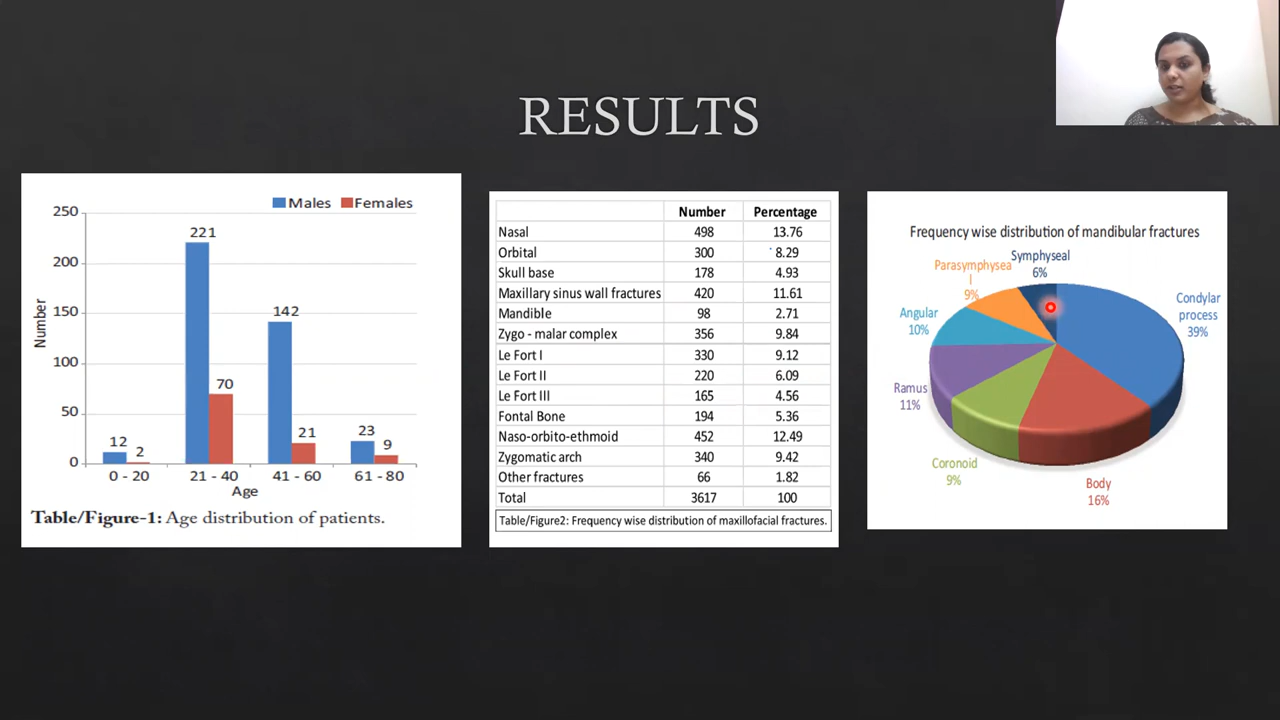 RESULTS
Males Females
250
200
150
100
50
0
Number
221
142
70
12
2
21
23
9
0 - 20 21 - 40 41 - 60 61 - 80
Age
Table/Figure-1: Age distribution of patients.
Number Percentage
Nasal 498 13.76
Orbital 300 8.29
Skull base 178 4.93
Maxillary sinus wall fractures 420 11.61
Mandible 98 2.71
Zygo - malar complex 356 9.84
Le Fort I 330 9.12
Le Fort II 220 6.09
Le Fort III 165 4.56
Fontal Bone 194 5.36
Naso-orbito-ethmoid 452 12.49
Zygomatic arch 340 9.42
Other fractures 66 1.82
Total 3617 100
Table/Figure2: Frequency wise distribution of maxillofacial fractures.
Frequency wise distribution of mandibular fractures
Symphyseal
6%
Parasymphysea
l
9%
Condylar
process
39%
Angular
10%
Ramus
11%
Coronoid
9%
Body
16%